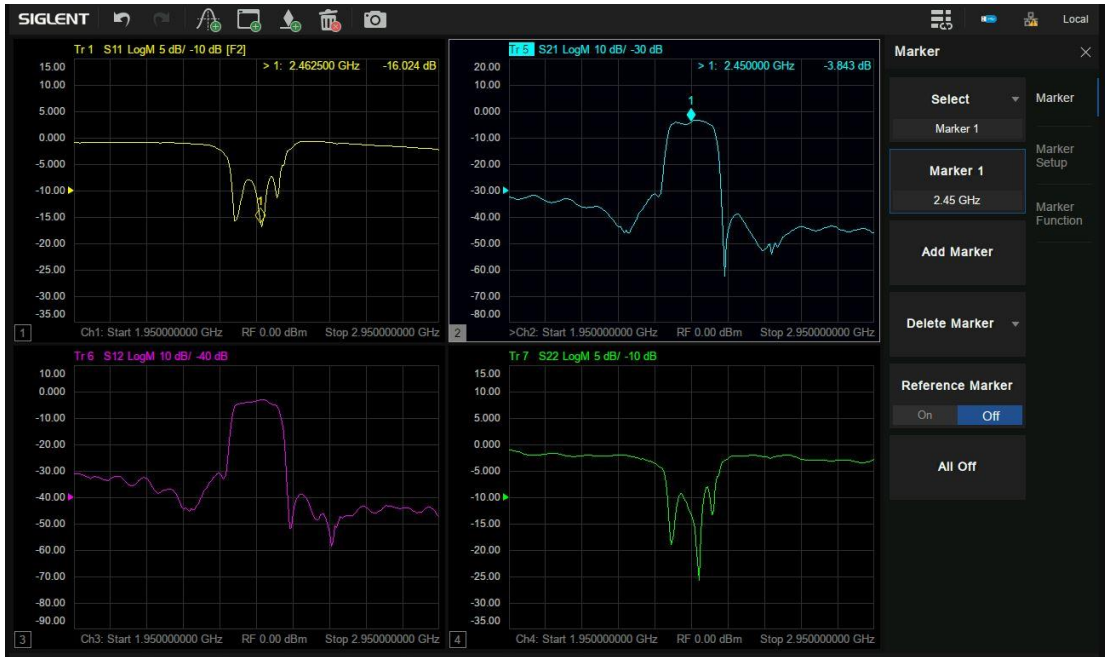 SIGLENT
Local
Tr 1 S11 LogM 5 dB/ -10 dB [F2]
> 1: 2.462500 GHz -16.024 dB
15.00
10.00
5.000
0.000
-5.000
-10.00
-15.00
-20.00
-25.00
-30.00
-35.00
1
1
Ch1: Start 1.950000000 GHz RF 0.00 dBm Stop 2.950000000 GHz
Tr 5 S21 LogM 10 dB/ -30 dB
> 1: 2.450000 GHz -3.843 dB
20.00
10.00
0.000
-10.00
-20.00
-30.00
-40.00
-50.00
-60.00
-70.00
-80.00
1
2
>Ch2: Start 1.950000000 GHz RF 0.00 dBm Stop 2.950000000 GHz
Tr 6 S12 LogM 10 dB/ -40 dB
10.00
0.000
-10.00
-20.00
-30.00
-40.00
-50.00
-60.00
-70.00
-80.00
-90.00
3
Ch3: Start 1.950000000 GHz RF 0.00 dBm Stop 2.950000000 GHz
Tr 7 S22 LogM 5 dB/ -10 dB
15.00
10.00
5.000
0.000
-5.000
-10.00
-15.00
-20.00
-25.00
-30.00
-35.00
4
Ch4: Start 1.950000000 GHz RF 0.00 dBm Stop 2.950000000 GHz
Marker
Select
Marker 1
Marker 1
2.45 GHz
Add Marker
Delete Marker
Reference Marker
On Off
All Off
Marker
Marker
Setup
Marker
Function